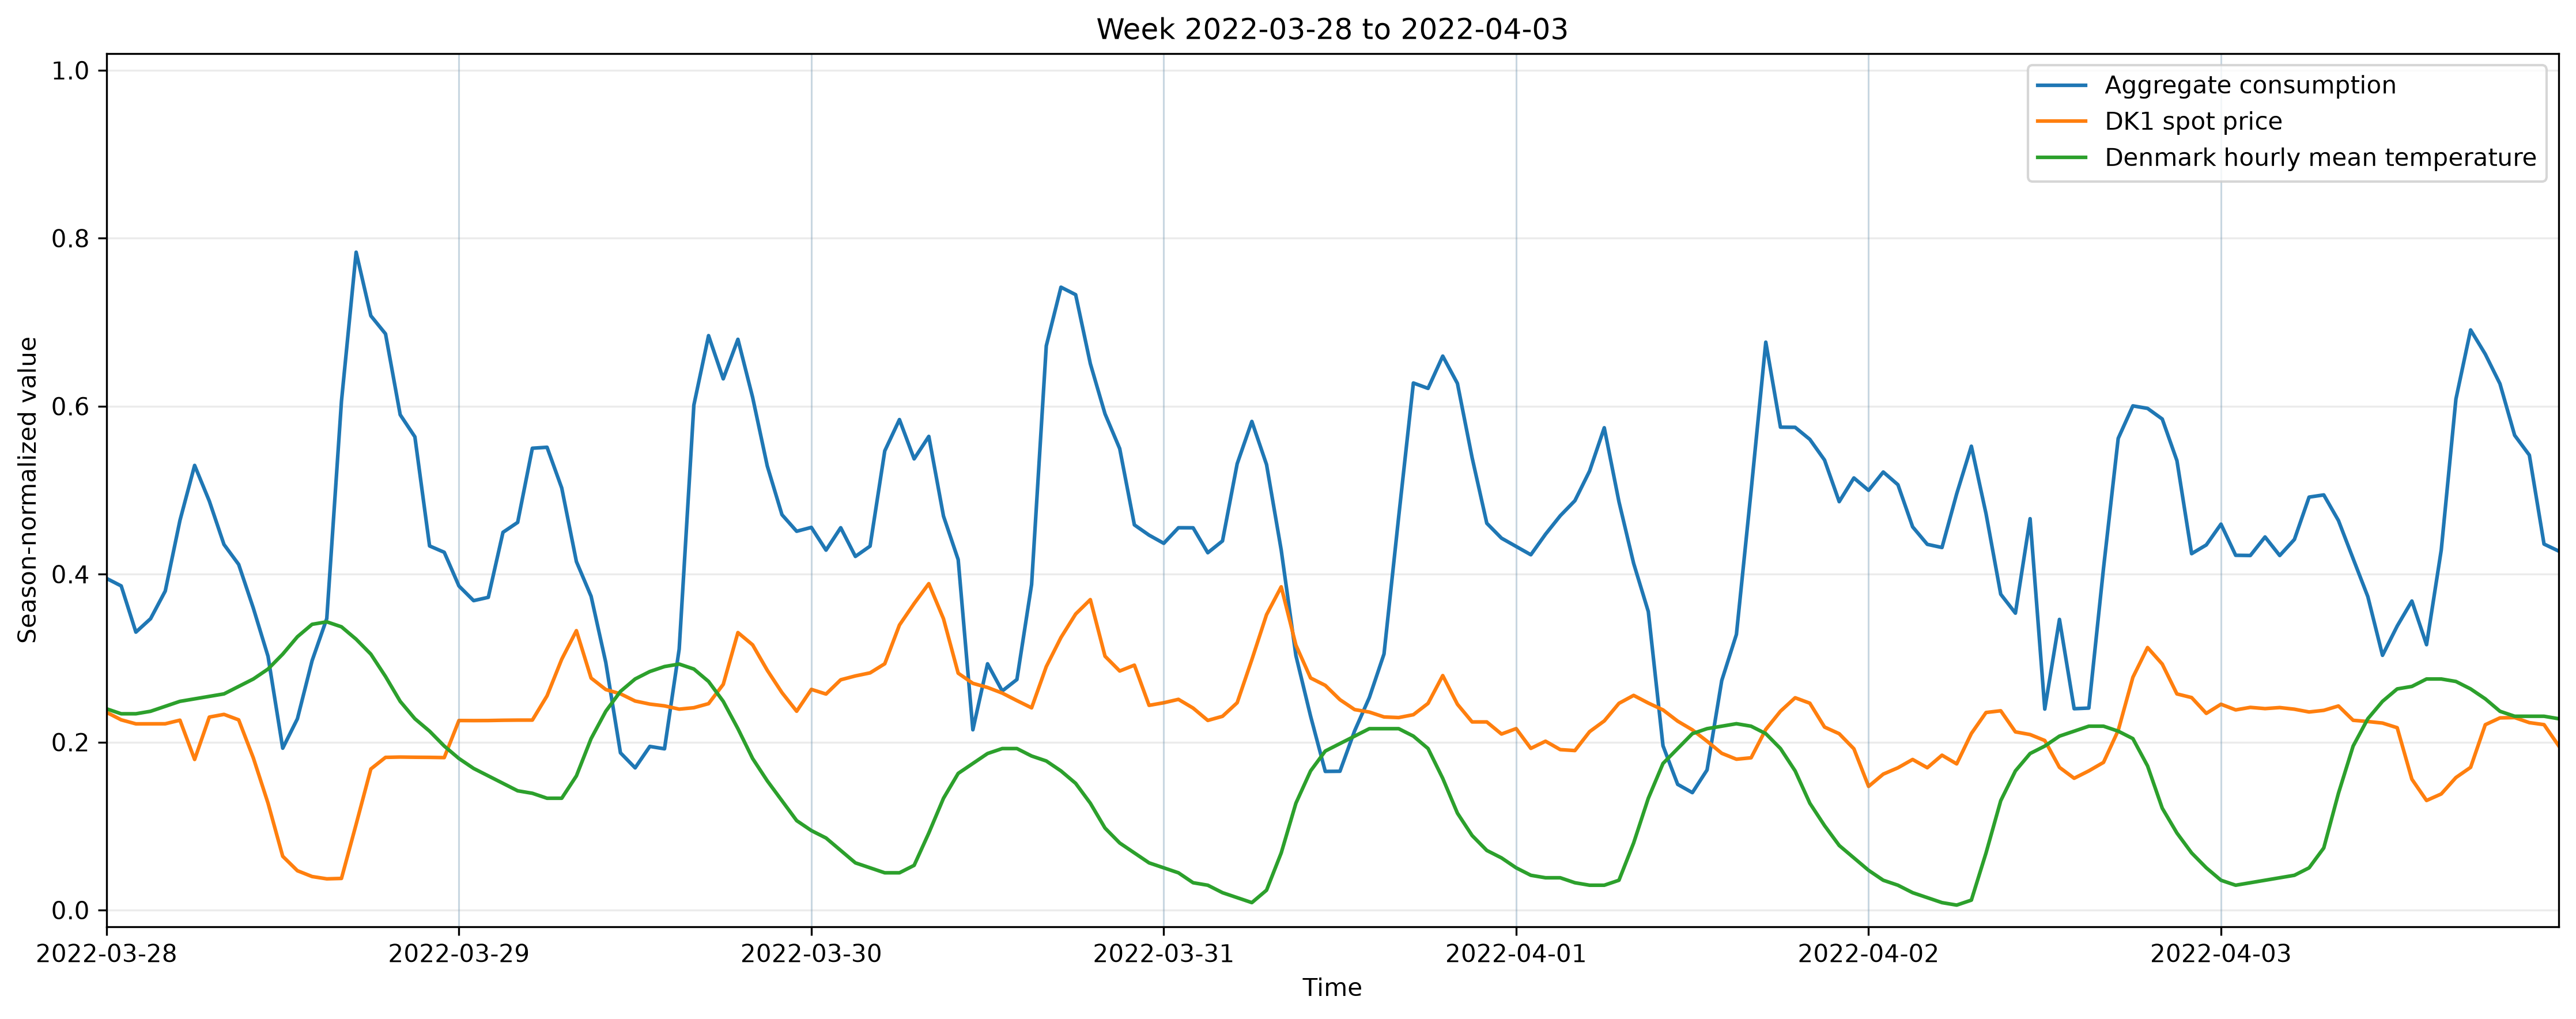 Week 2022-03-28 to 2022-04-03
Season-normalized value
1.0
0.8
0.6
0.4
0.2
0.0
Aggregate consumption
DK1 spot price
Denmark hourly mean temperature
2022-03-28
2022-03-29
2022-03-30
2022-03-31
2022-04-01
2022-04-02
2022-04-03
Time